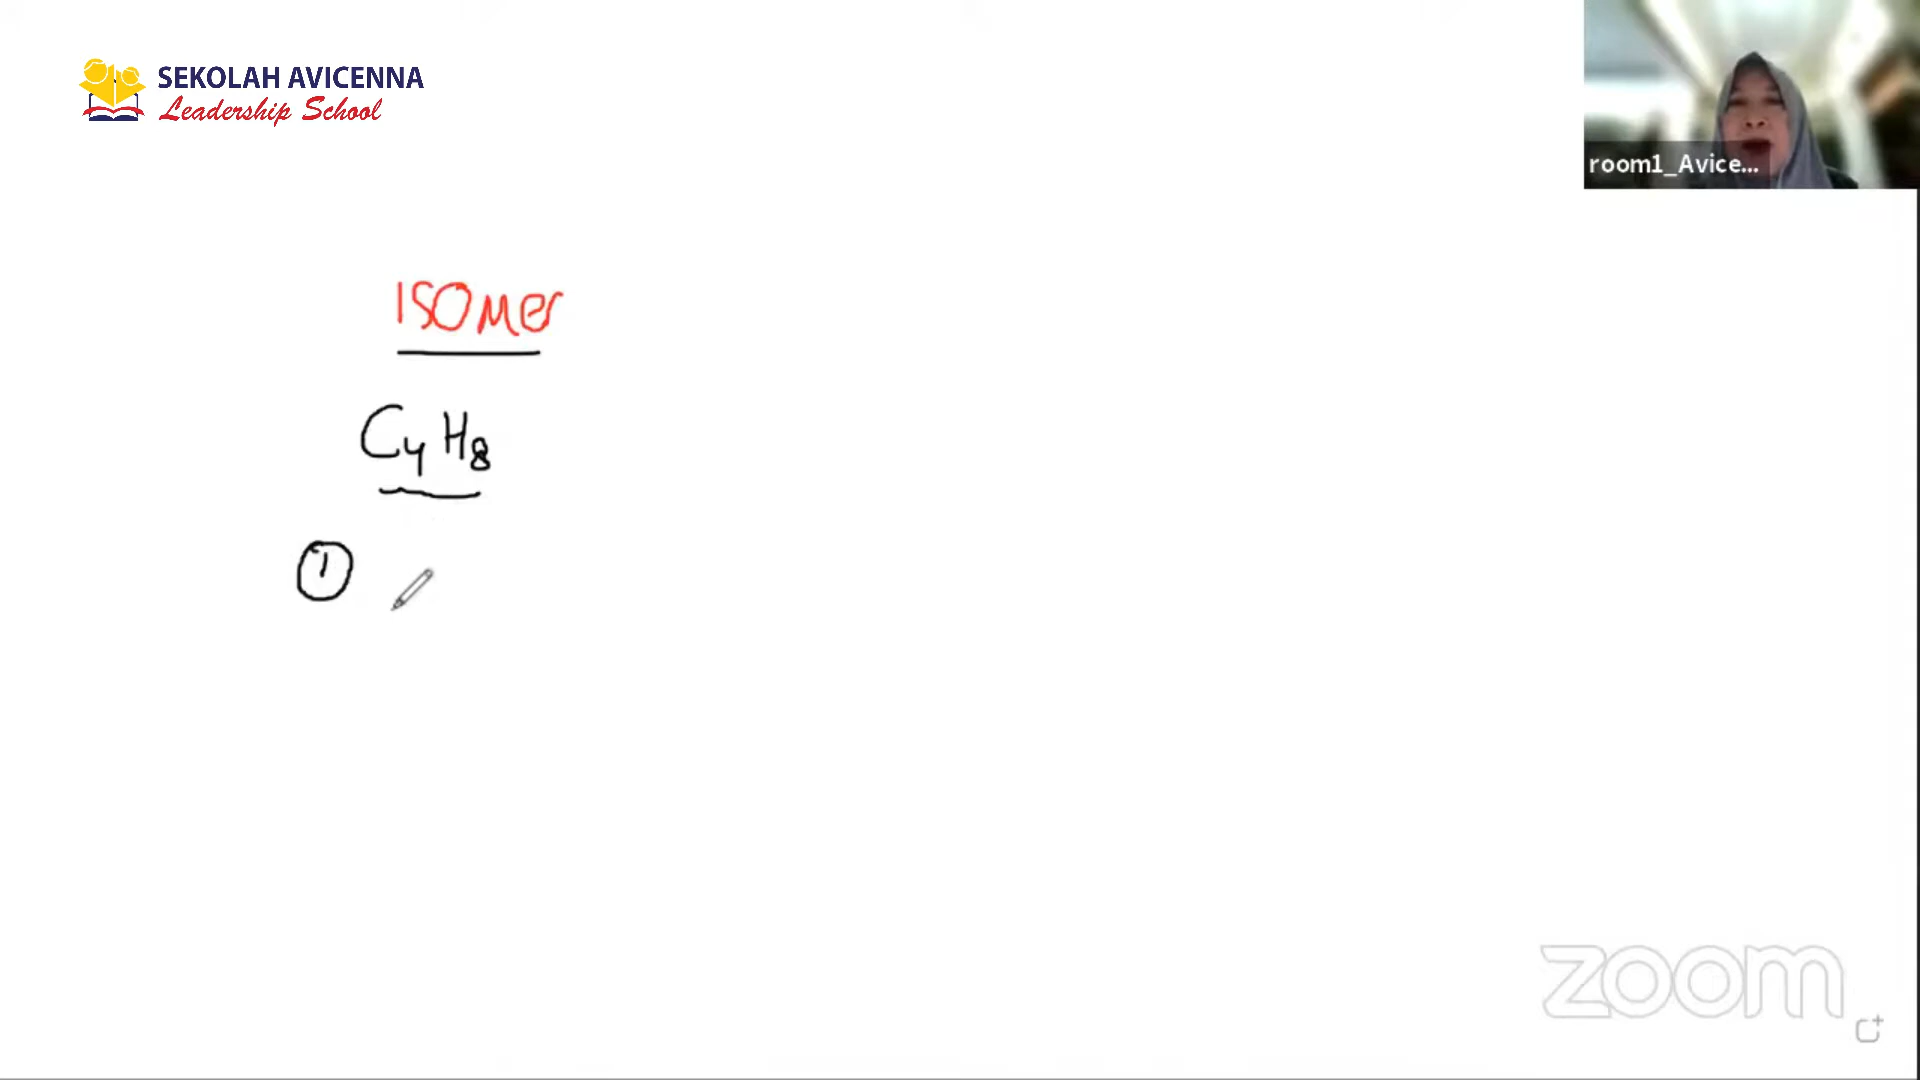 SEKOLAH AVICENNA
Leadership School
room1_Avice...
ISOMER
C4H8
1
zoom